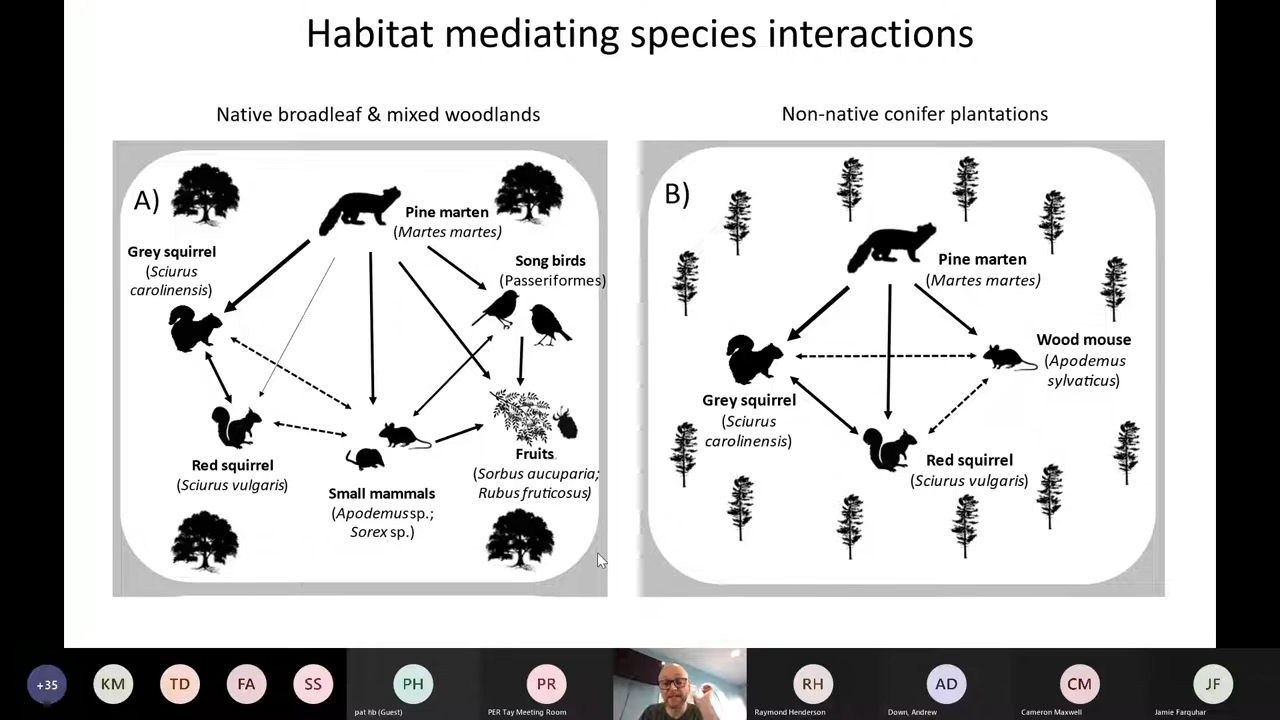 Habitat mediating species interactions
Native broadleaf & mixed woodlands
Non-native conifer plantations
A)
Pine marten
(Martes martes)
Grey squirrel
(Sciurus
carolinensis)
Song birds
(Passeriformes)
Red squirrel
(Sciurus vulgaris)
Small mammals
(Apodemus sp.;
Sorex sp.)
Fruits
(Sorbus aucuparia;
Rubus fruticosus)
B)
Pine marten
(Martes martes)
Wood mouse
(Apodemus
sylvaticus)
Grey squirrel
(Sciurus
carolinensis)
Red squirrel
(Sciurus vulgaris)
+35
KM
TD
FA
SS
PH
pat hb (Guest)
PR
PER Tay Meeting Room
RH
Raymond Henderson
AD
Down, Andrew
CM
Cameron Maxwell
JF
Jamie Farquhar